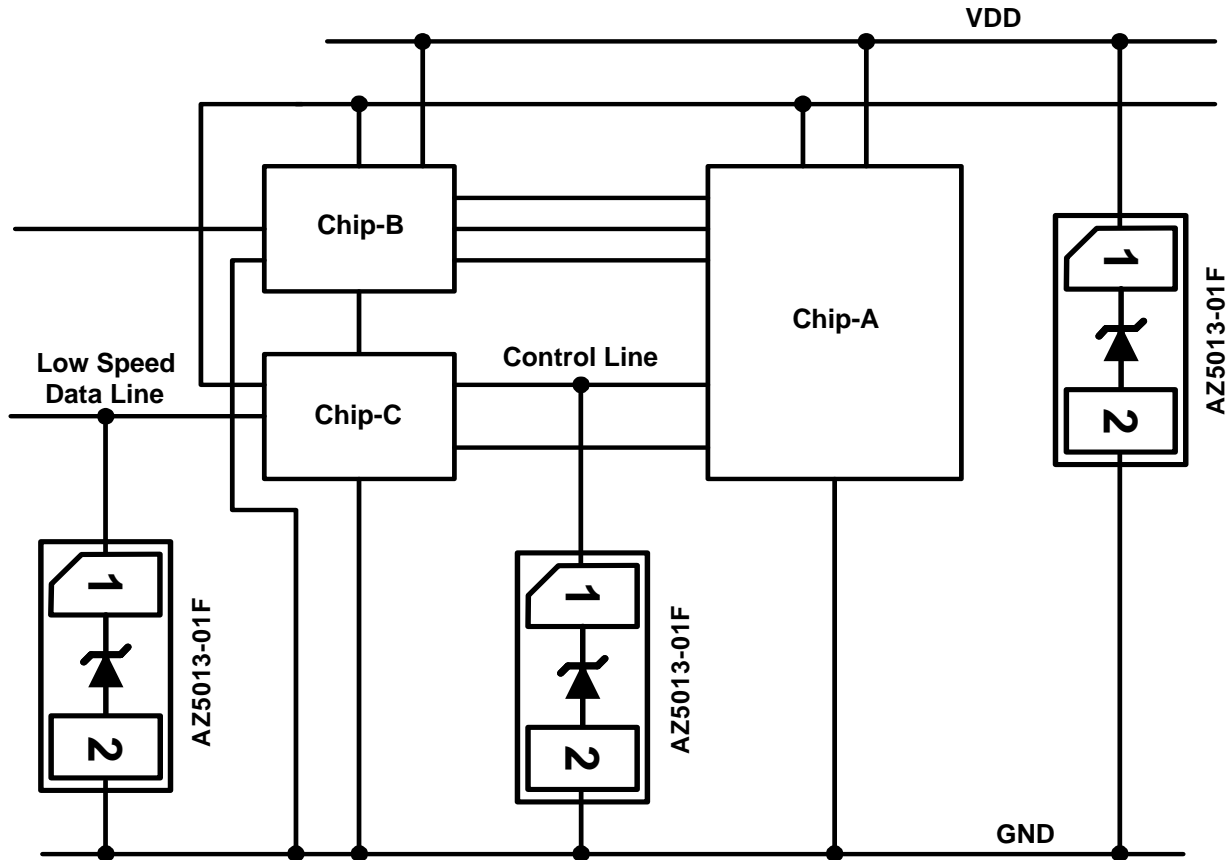 VDD
Chip-B
Chip-A
1
2
AZ5013-01F
Low Speed
Data Line
Control Line
Chip-C
1
2
AZ5013-01F
1
2
AZ5013-01F
GND